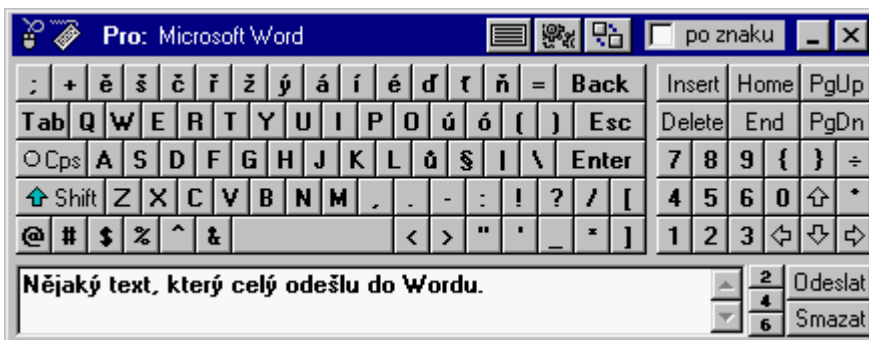 Pro: Microsoft Word po znaku
; + ě š č ř ž ý á í é ď ť ň = Back Insert Home PgUp
Tab Q W E R T Y U I P O ú ó ( ) Esc Delete End PgDn
Cps A S D F G H J K L ů § | \ Enter 7 8 9 { } ÷
Shift Z X C V B N M , . - : ! ? / [ 4 5 6 0 *
@ # $ % ^ & < > " ' _ * ] 1 2 3
Nějaký text, který celý odešlu do Wordu. 2 Odeslat
4
6 Smazat